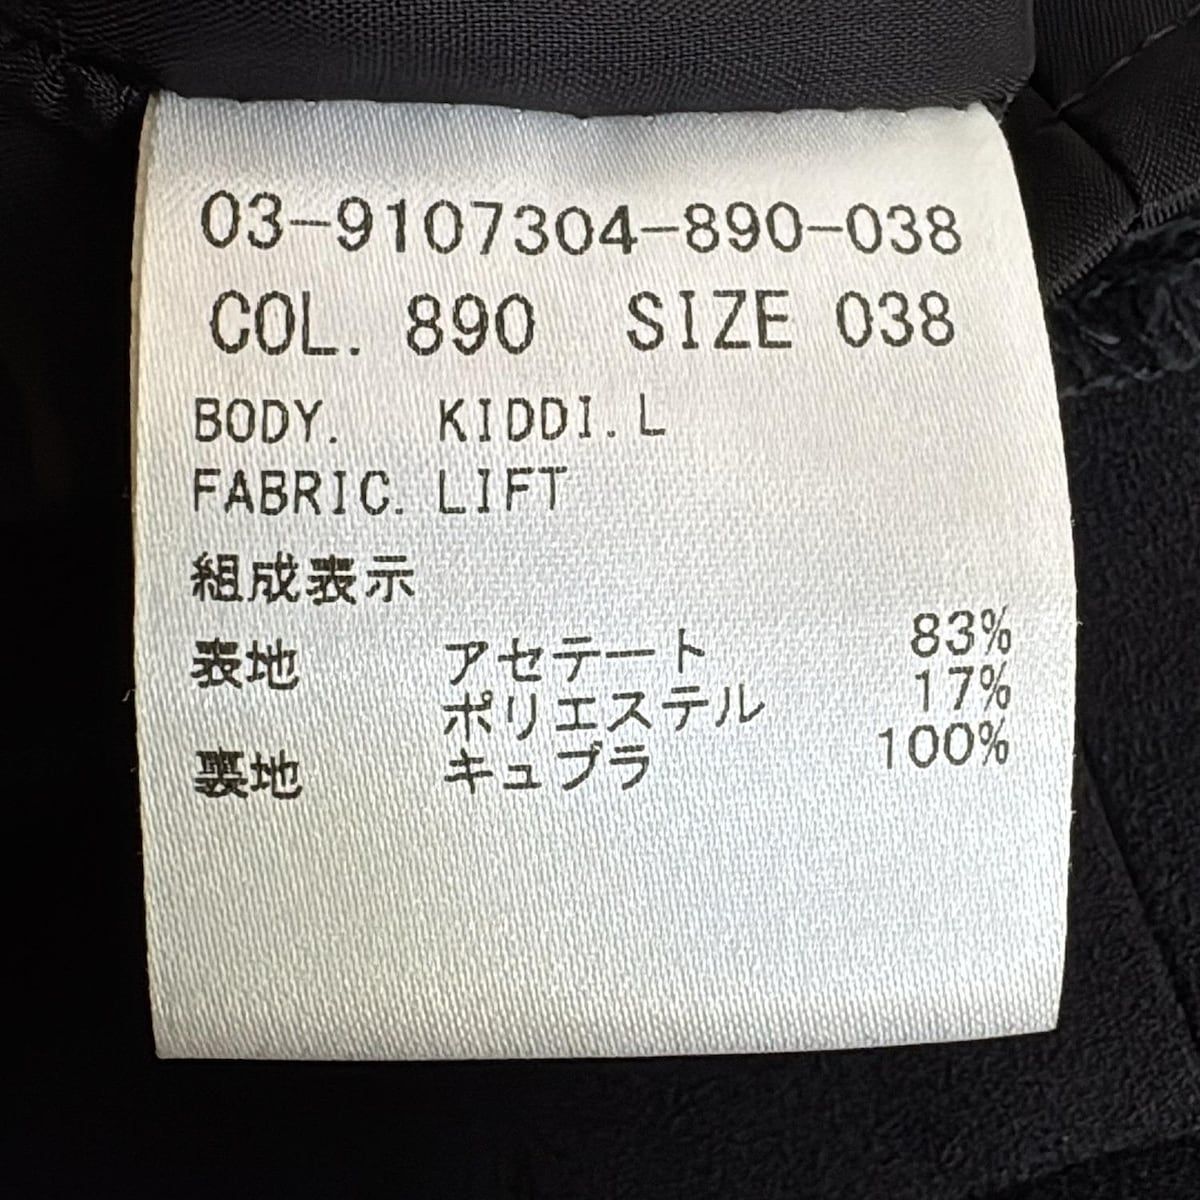 03-9107304-890-038
COL. 890 SIZE 038
BODY. KIDDI.L
FABRIC. LIFT
組成表示
表地 アセテート 83%
ポリエステル 17%
裏地 キュプラ 100%